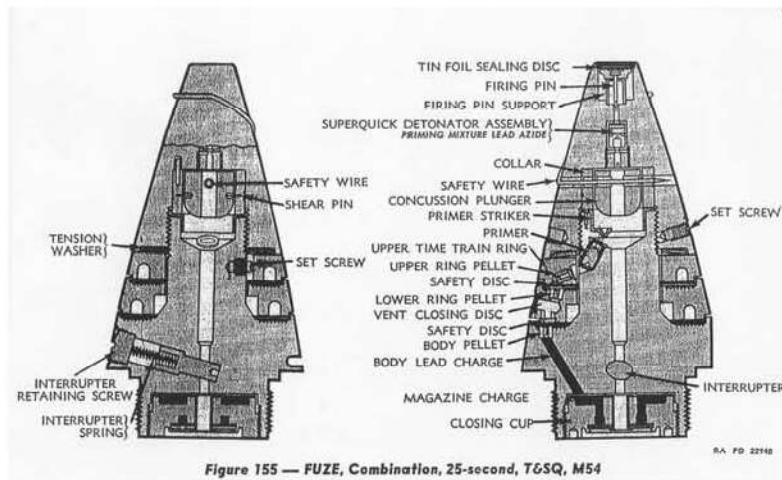 SAFETY WIRE
SHEAR PIN
TENSION
WASHER
SET SCREW
INTERRUPTER
RETAINING SCREW
INTERRUPTER
SPRING
TIN FOIL SEALING DISC
FIRING PIN
FIRING PIN SUPPORT
SUPERQUICK DETONATOR ASSEMBLY
PRIMING MIXTURE LEAD AZIDE
COLLAR
SAFETY WIRE
CONCUSSION PLUNGER
PRIMER STRIKER
PRIMER
UPPER TIME TRAIN RING
UPPER RING PELLET
SAFETY DISC
LOWER RING PELLET
VENT CLOSING DISC
SAFETY DISC
BODY PELLET
BODY LEAD CHARGE
MAGAZINE CHARGE
CLOSING CUP
SET SCREW
INTERRUPTER
RA PD 22948
Figure 155 — FUZE, Combination, 25-second, T&SQ, M54